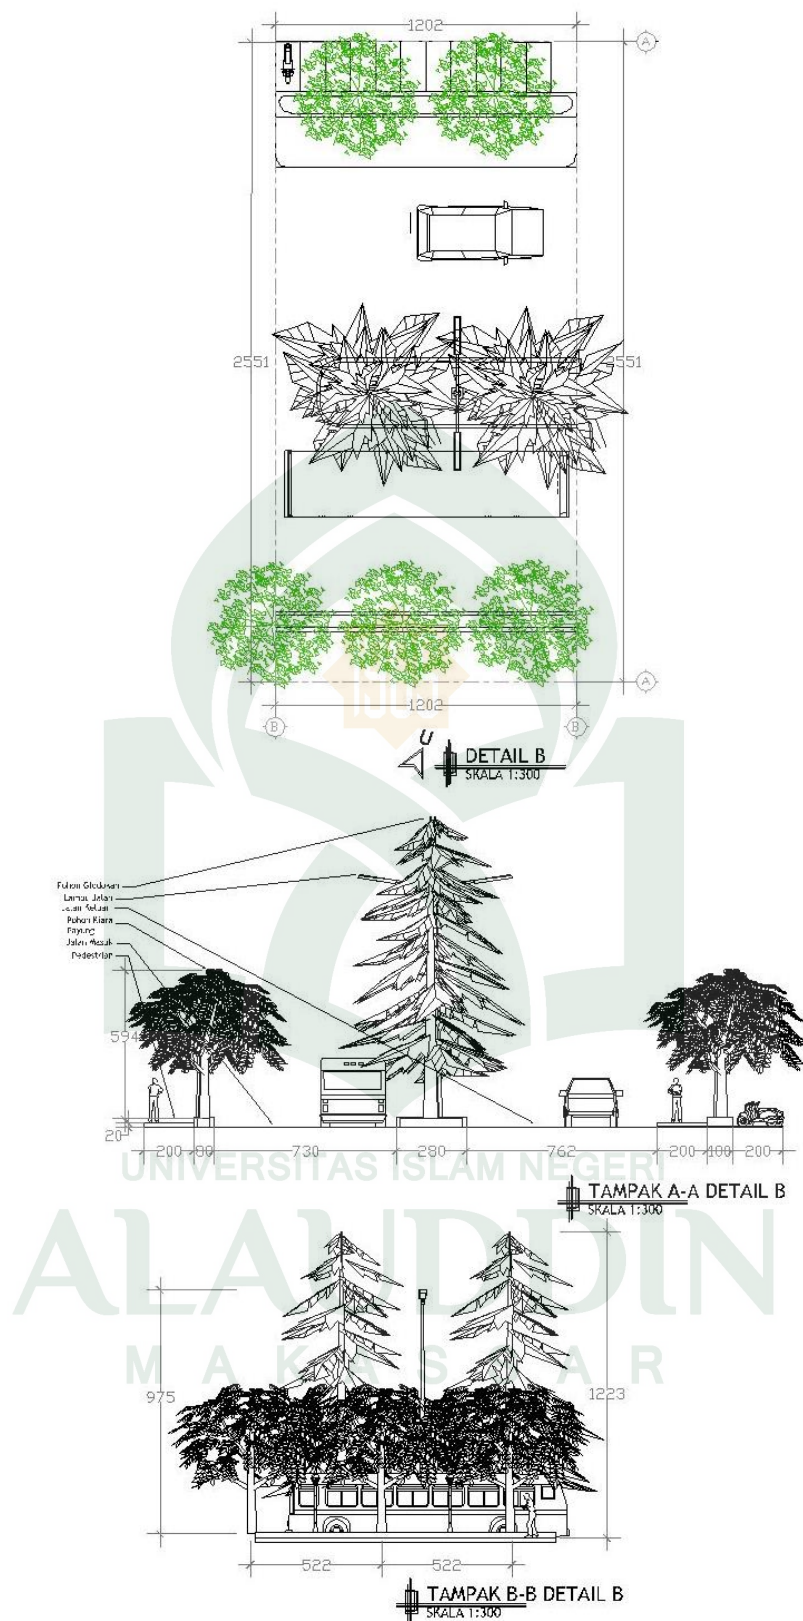 1202
A
2551
2551
A
1202
B
B
U
DETAIL B
SKALA 1:300
Pohon Glodokan
Lampu Jalan
Jalan Keluar
Pohon Kiara
Payung
Jalan Masuk
Pedestrian
594
20
200
80
730
280
762
200
100
200
UNIVERSITAS ISLAM NEGERI
TAMPAK A-A DETAIL B
SKALA 1:300
ALAUDDIN
MAKASSAR
975
1223
522
522
TAMPAK B-B DETAIL B
SKALA 1:300